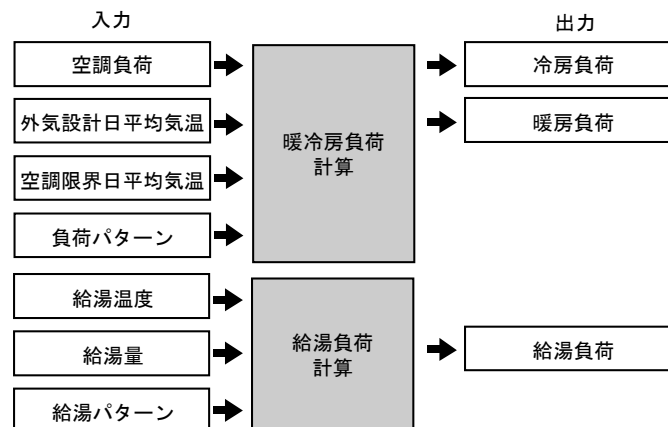 入力
出力
空調負荷
外気設計日平均気温
空調限界日平均気温
負荷パターン
暖冷房負荷
計算
冷房負荷
暖房負荷
給湯温度
給湯量
給湯パターン
給湯負荷
計算
給湯負荷